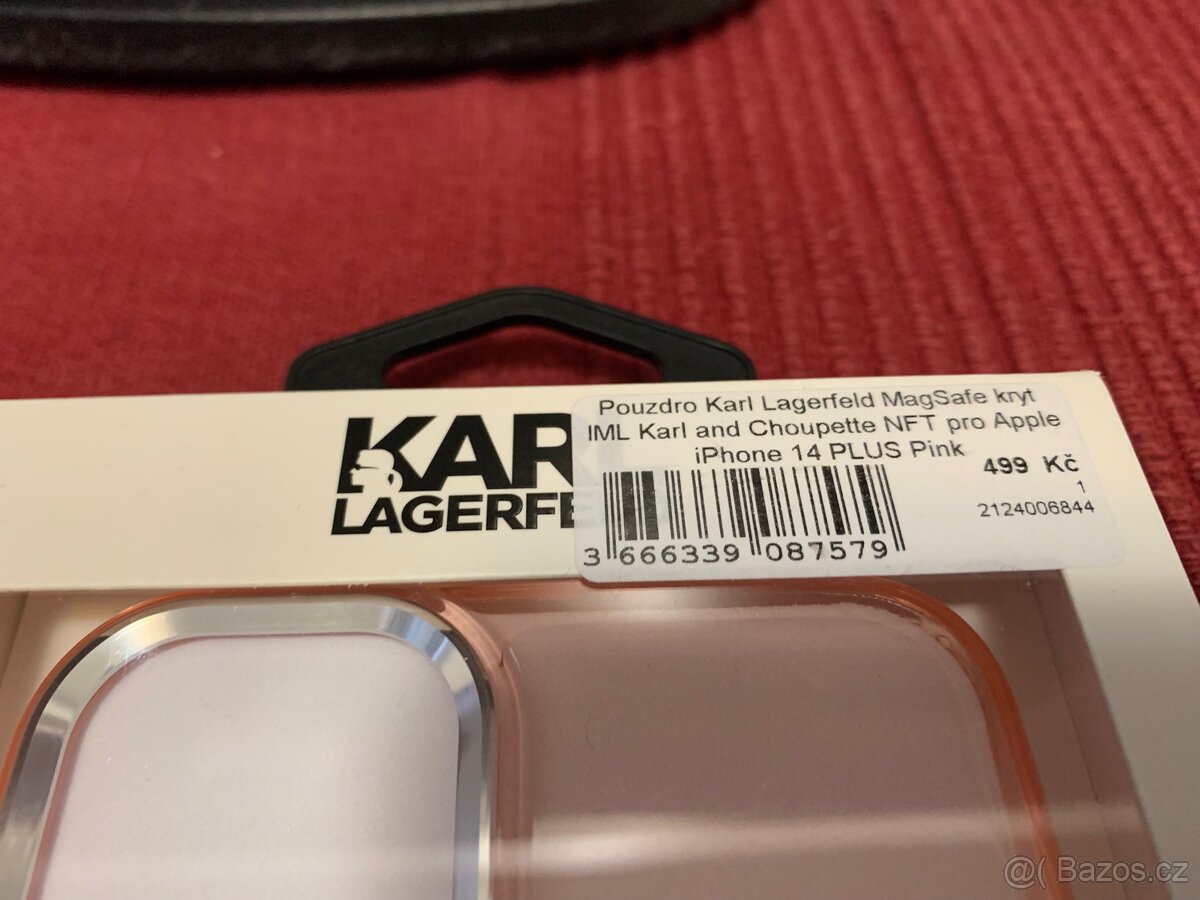 KAR
LAGERFE
Pouzdro Karl Lagerfeld MagSafe kryt
IML Karl and Choupette NFT pro Apple
iPhone 14 PLUS Pink
499 Kč
1
2124006844
3 666339 087579
@( Bazos.cz